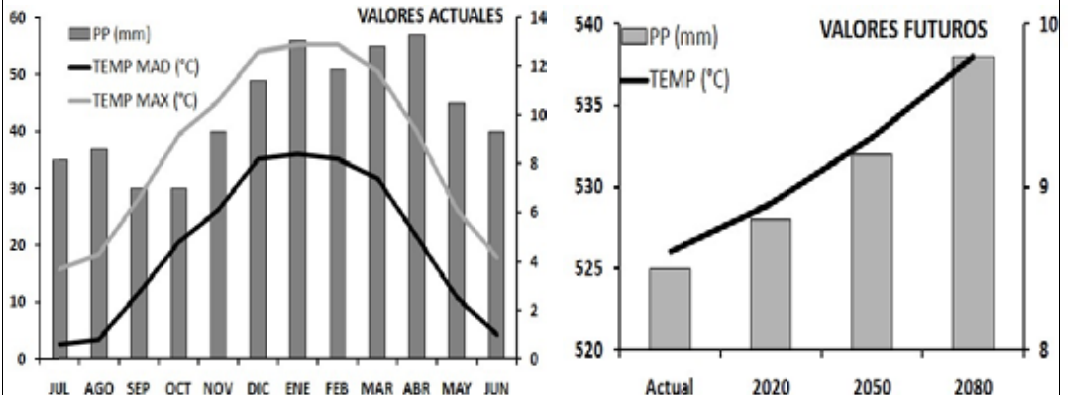 VALORES ACTUALES
PP (mm)
TEMP MAD (°C)
TEMP MAX (°C)
60
50
40
30
20
10
0
14
12
10
8
6
4
2
0
JUL AGO SEP OCT NOV DIC ENE FEB MAR ABR MAY JUN
VALORES FUTUROS
PP (mm)
TEMP (°C)
540
535
530
525
520
10
9
8
Actual 2020 2050 2080